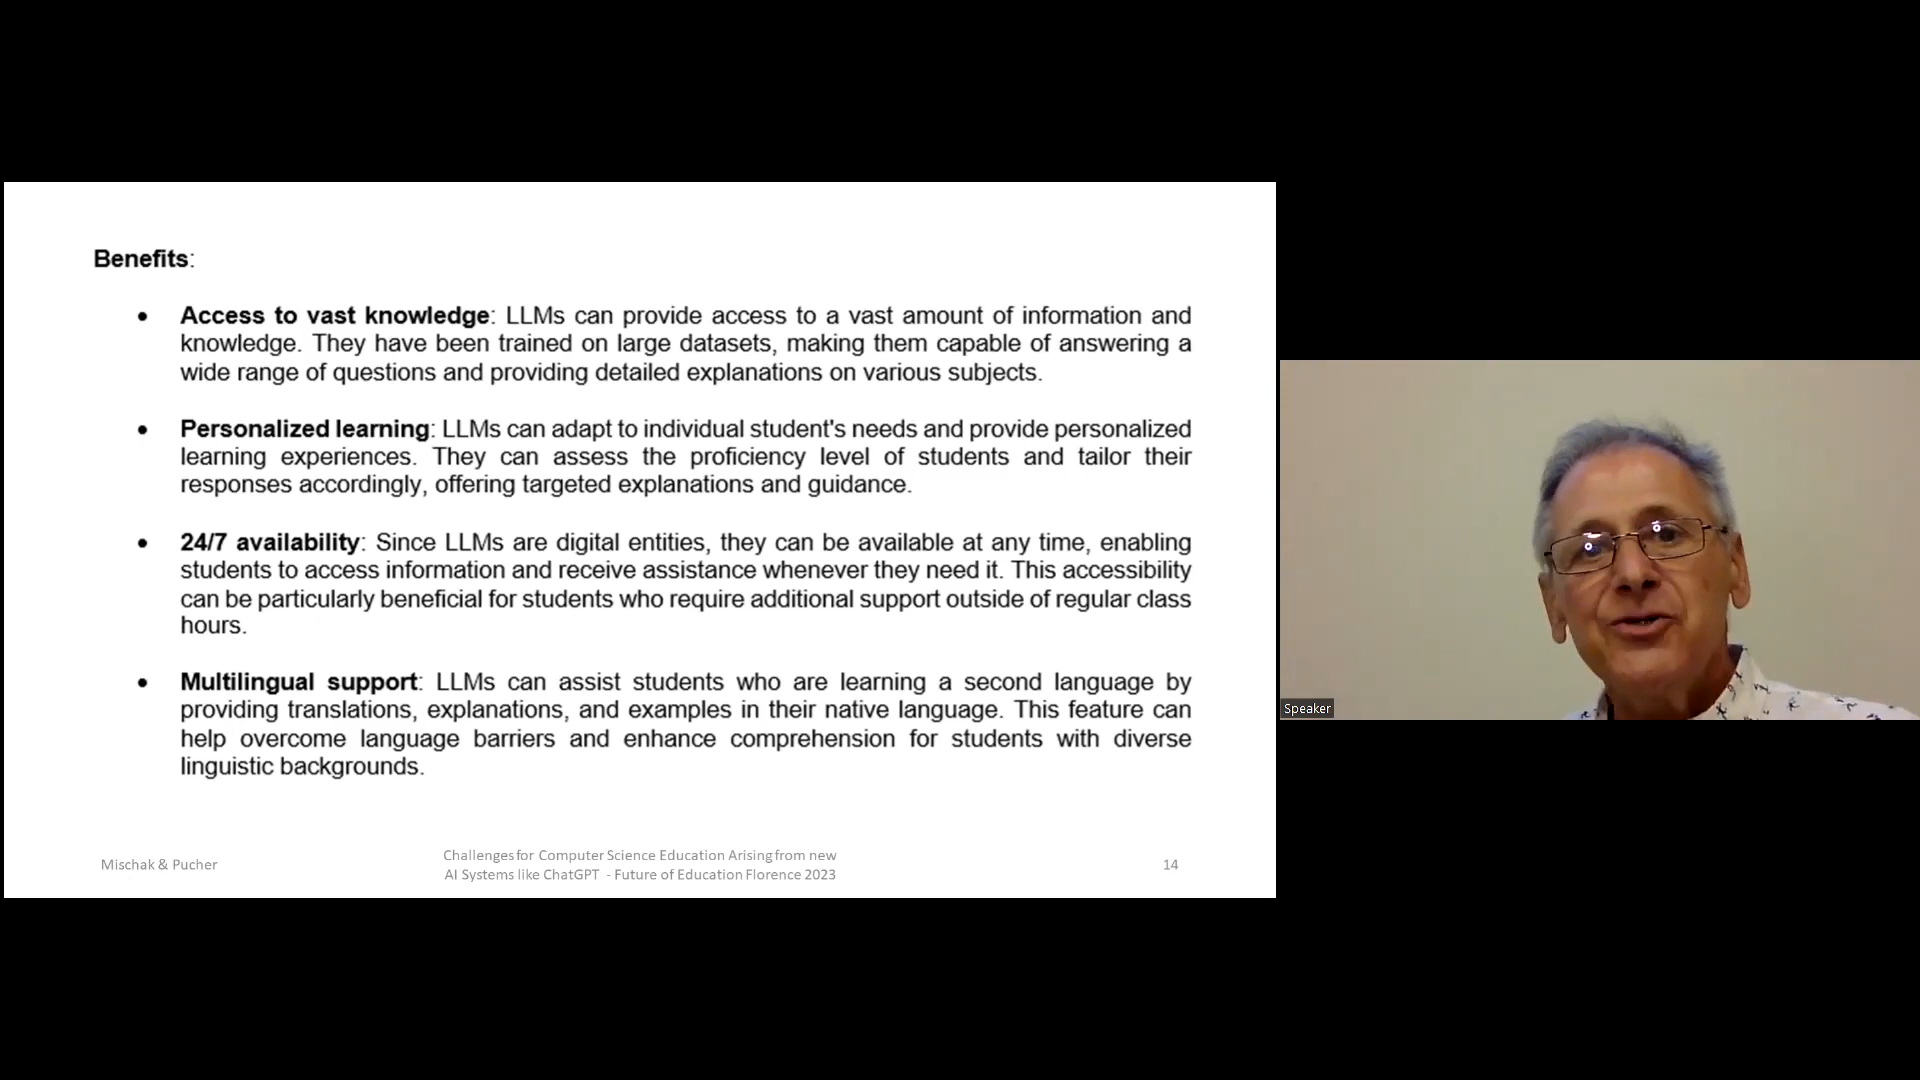 Benefits:
• Access to vast knowledge: LLMs can provide access to a vast amount of information and
knowledge. They have been trained on large datasets, making them capable of answering a
wide range of questions and providing detailed explanations on various subjects.
• Personalized learning: LLMs can adapt to individual student's needs and provide personalized
learning experiences. They can assess the proficiency level of students and tailor their
responses accordingly, offering targeted explanations and guidance.
• 24/7 availability: Since LLMs are digital entities, they can be available at any time, enabling
students to access information and receive assistance whenever they need it. This accessibility
can be particularly beneficial for students who require additional support outside of regular class
hours.
• Multilingual support: LLMs can assist students who are learning a second language by
providing translations, explanations, and examples in their native language. This feature can
help overcome language barriers and enhance comprehension for students with diverse
linguistic backgrounds.
Mischak & Pucher
Challenges for Computer Science Education Arising from new
AI Systems like ChatGPT - Future of Education Florence 2023
14
Speaker